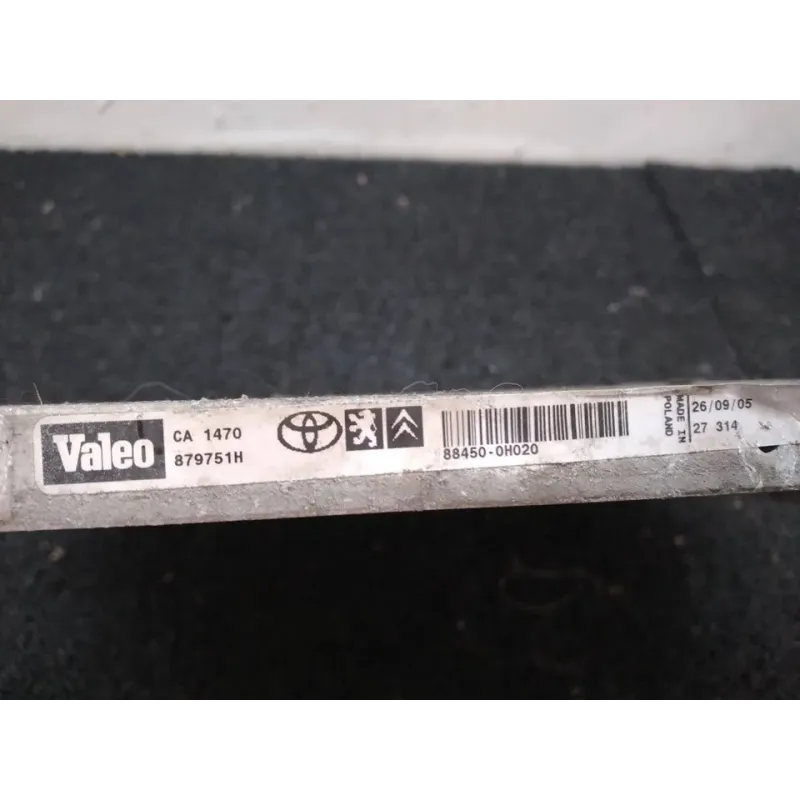 Valeo
CA 1470
879751H
88450-0H020
MADE IN
POLAND
26/09/05
27 314